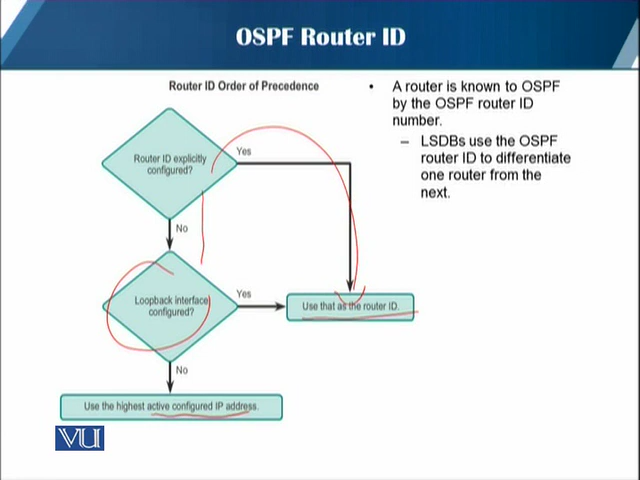 OSPF Router ID
Router ID Order of Precedence
Router ID explicitly
configured?
Yes
No
Loopback interface
configured?
Yes
Use that as the router ID.
No
Use the highest active configured IP address.
• A router is known to OSPF
by the OSPF router ID
number.
– LSDBs use the OSPF
router ID to differentiate
one router from the
next.
VU